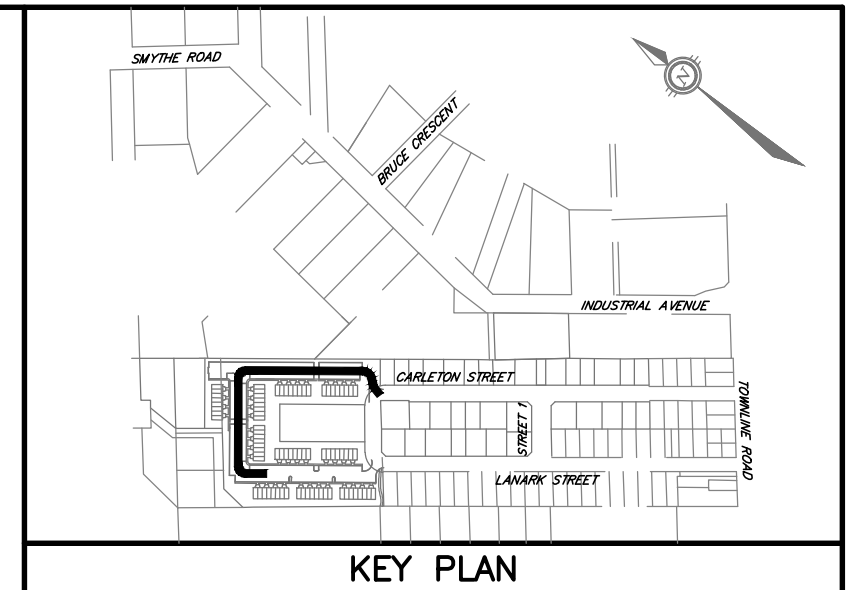 SMYTHE ROAD
BRUCE CRESCENT
N
INDUSTRIAL AVENUE
CARLETON STREET
STREET 1
TOWNLINE ROAD
LANARK STREET
KEY PLAN